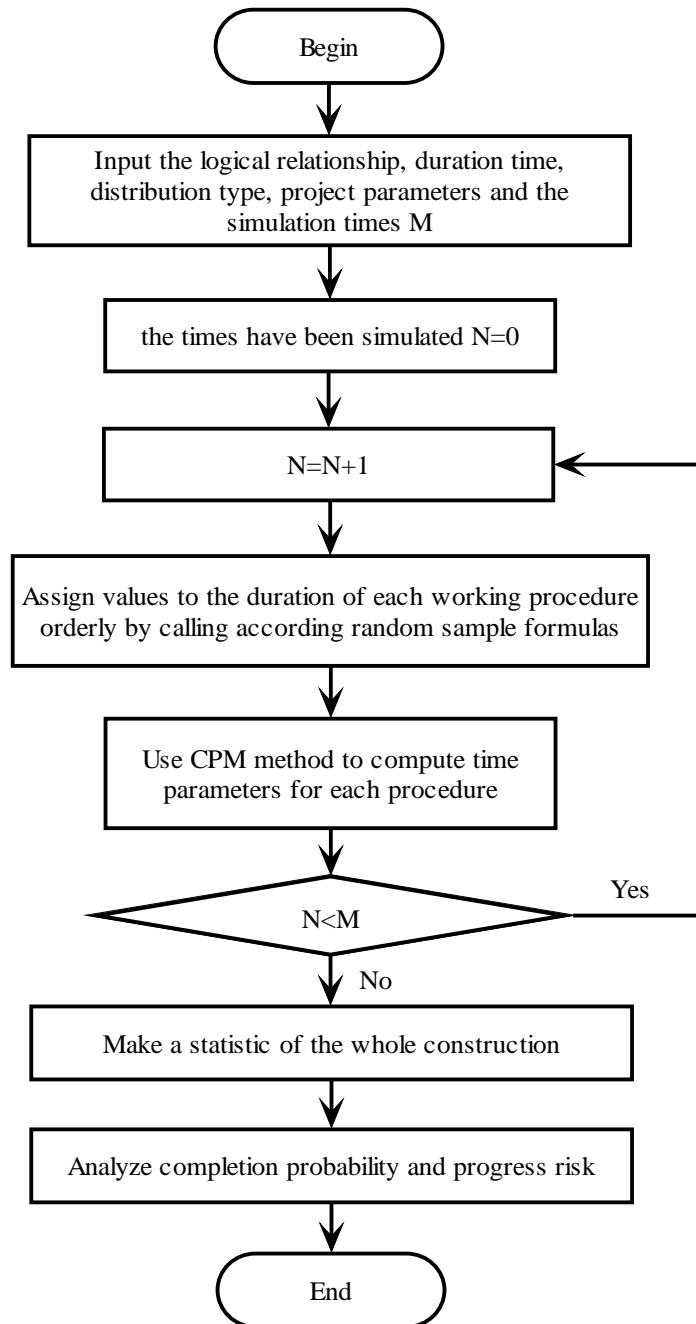 Begin
Input the logical relationship, duration time,
distribution type, project parameters and the
simulation times M
the times have been simulated N=0
N=N+1
Assign values to the duration of each working procedure
orderly by calling according random sample formulas
Use CPM method to compute time
parameters for each procedure
N<M
Yes
No
Make a statistic of the whole construction
Analyze completion probability and progress risk
End